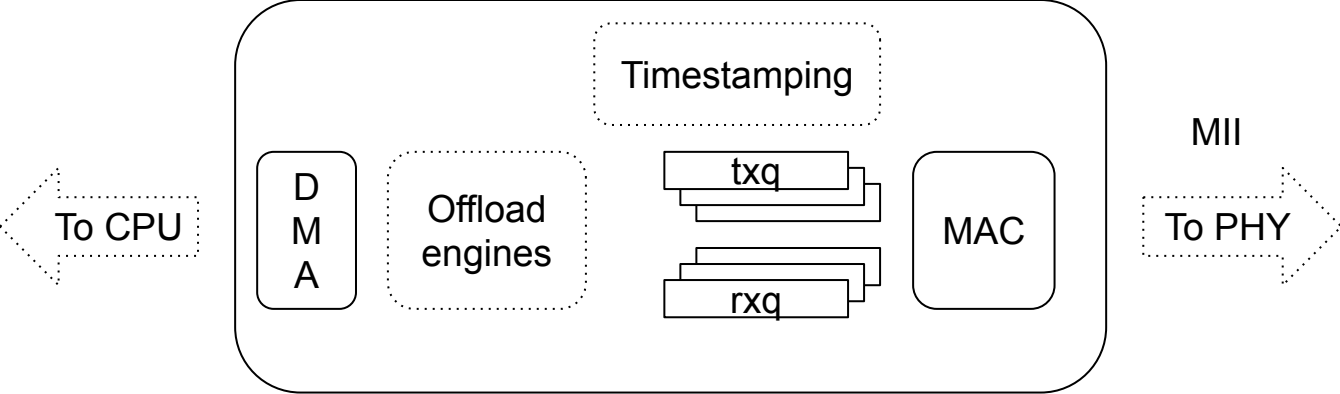 Timestamping
MII
To CPU
D
M
A
Offload
engines
txq
rxq
MAC
To PHY